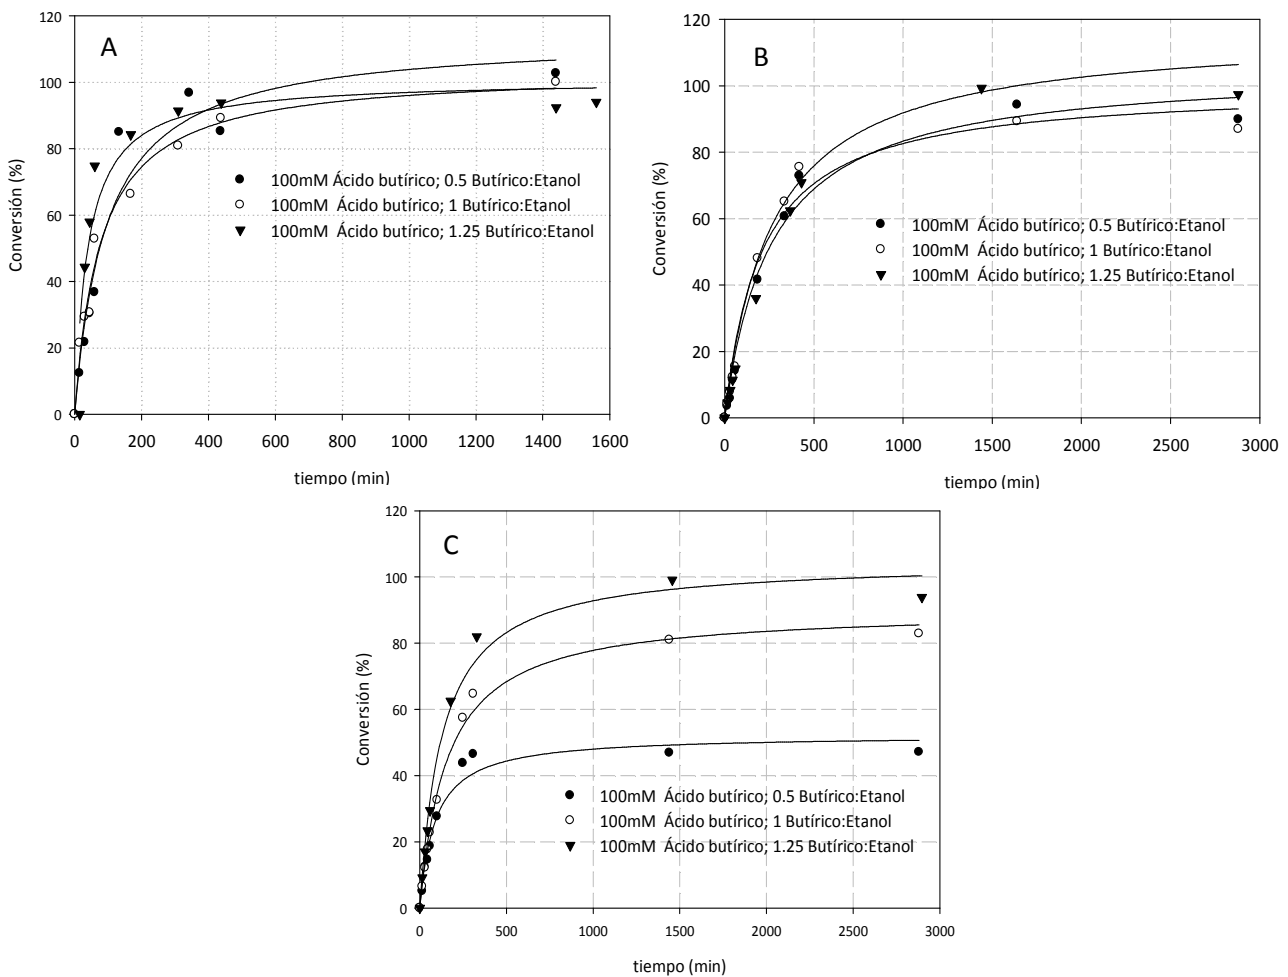 A
Conversión (%)
120
100
80
60
40
20
0
100mM Ácido butírico; 0.5 Butírico:Etanol
100mM Ácido butírico; 1 Butírico:Etanol
100mM Ácido butírico; 1.25 Butírico:Etanol
0 200 400 600 800 1000 1200 1400 1600
tiempo (min)
B
Conversión (%)
120
100
80
60
40
20
0
100mM Ácido butírico; 0.5 Butírico:Etanol
100mM Ácido butírico; 1 Butírico:Etanol
100mM Ácido butírico; 1.25 Butírico:Etanol
0 500 1000 1500 2000 2500 3000
tiempo (min)
C
Conversión (%)
120
100
80
60
40
20
0
100mM Ácido butírico; 0.5 Butírico:Etanol
100mM Ácido butírico; 1 Butírico:Etanol
100mM Ácido butírico; 1.25 Butírico:Etanol
0 500 1000 1500 2000 2500 3000
tiempo (min)